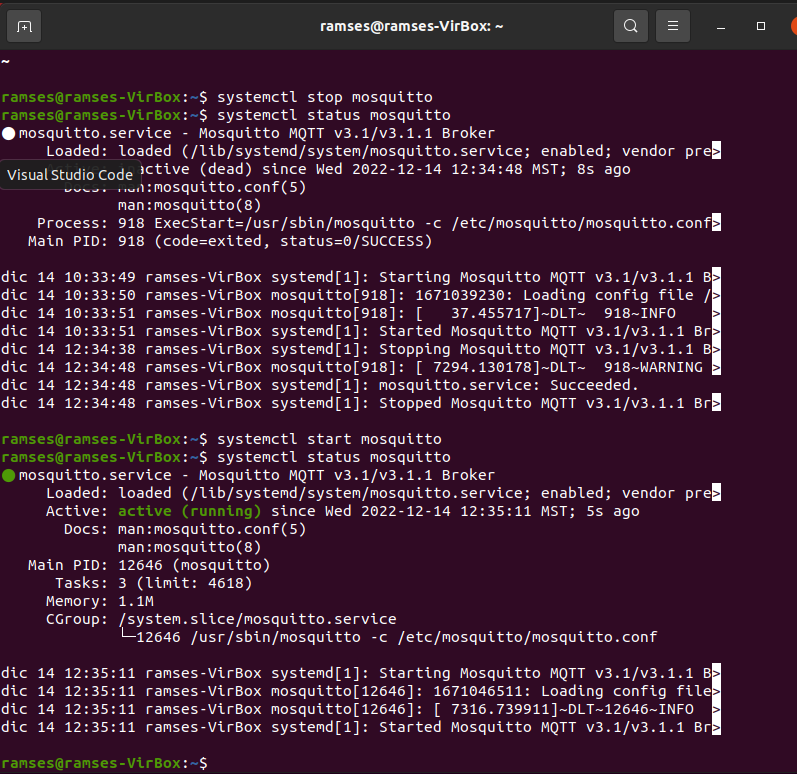 ramses@ramses-VirBox: ~
~
ramses@ramses-VirBox:~$ systemctl stop mosquitto
ramses@ramses-VirBox:~$ systemctl status mosquitto
mosquitto.service - Mosquitto MQTT v3.1/v3.1.1 Broker
Loaded: loaded (/lib/systemd/system/mosquitto.service; enabled; vendor pre>
(dead) since Wed 2022-12-14 12:34:48 MST; 8s ago
Visual Studio Code
man:mosquitto.conf(5)
man:mosquitto(8)
Process: 918 ExecStart=/usr/sbin/mosquitto -c /etc/mosquitto/mosquitto.conf>
Main PID: 918 (code=exited, status=0/SUCCESS)
dic 14 10:33:49 ramses-VirBox systemd[1]: Starting Mosquitto MQTT v3.1/v3.1.1 B>
dic 14 10:33:50 ramses-VirBox mosquitto[918]: 1671039230: Loading config file />
dic 14 10:33:51 ramses-VirBox mosquitto[918]: [   37.455717]~DLT~  918~INFO    >
dic 14 10:33:51 ramses-VirBox systemd[1]: Started Mosquitto MQTT v3.1/v3.1.1 Br>
dic 14 12:34:38 ramses-VirBox systemd[1]: Stopping Mosquitto MQTT v3.1/v3.1.1 B>
dic 14 12:34:48 ramses-VirBox mosquitto[918]: [ 7294.130178]~DLT~  918~WARNING >
dic 14 12:34:48 ramses-VirBox systemd[1]: mosquitto.service: Succeeded.
dic 14 12:34:48 ramses-VirBox systemd[1]: Stopped Mosquitto MQTT v3.1/v3.1.1 Br>
ramses@ramses-VirBox:~$ systemctl start mosquitto
ramses@ramses-VirBox:~$ systemctl status mosquitto
mosquitto.service - Mosquitto MQTT v3.1/v3.1.1 Broker
Loaded: loaded (/lib/systemd/system/mosquitto.service; enabled; vendor pre>
Active: active (running) since Wed 2022-12-14 12:35:11 MST; 5s ago
Docs: man:mosquitto.conf(5)
man:mosquitto(8)
Main PID: 12646 (mosquitto)
Tasks: 3 (limit: 4618)
Memory: 1.1M
CGroup: /system.slice/mosquitto.service
└─12646 /usr/sbin/mosquitto -c /etc/mosquitto/mosquitto.conf
dic 14 12:35:11 ramses-VirBox systemd[1]: Starting Mosquitto MQTT v3.1/v3.1.1 B>
dic 14 12:35:11 ramses-VirBox mosquitto[12646]: 1671046511: Loading config file>
dic 14 12:35:11 ramses-VirBox mosquitto[12646]: [ 7316.739911]~DLT~12646~INFO  >
dic 14 12:35:11 ramses-VirBox systemd[1]: Started Mosquitto MQTT v3.1/v3.1.1 Br>
ramses@ramses-VirBox:~$